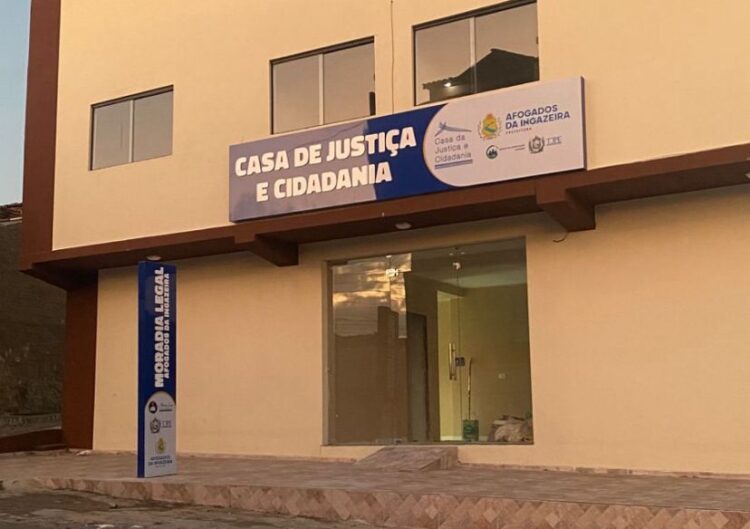 CASA DE JUSTIÇA
E CIDADANIA
Casa da
Justiça e
Cidadania
AFOGADOS
DA INGAZEIRA
PREFEITURA
TJPE
MORADIA LEGAL
AFOGADOS DA INGAZEIRA
TJPE
AFOGADOS
DA INGAZEIRA